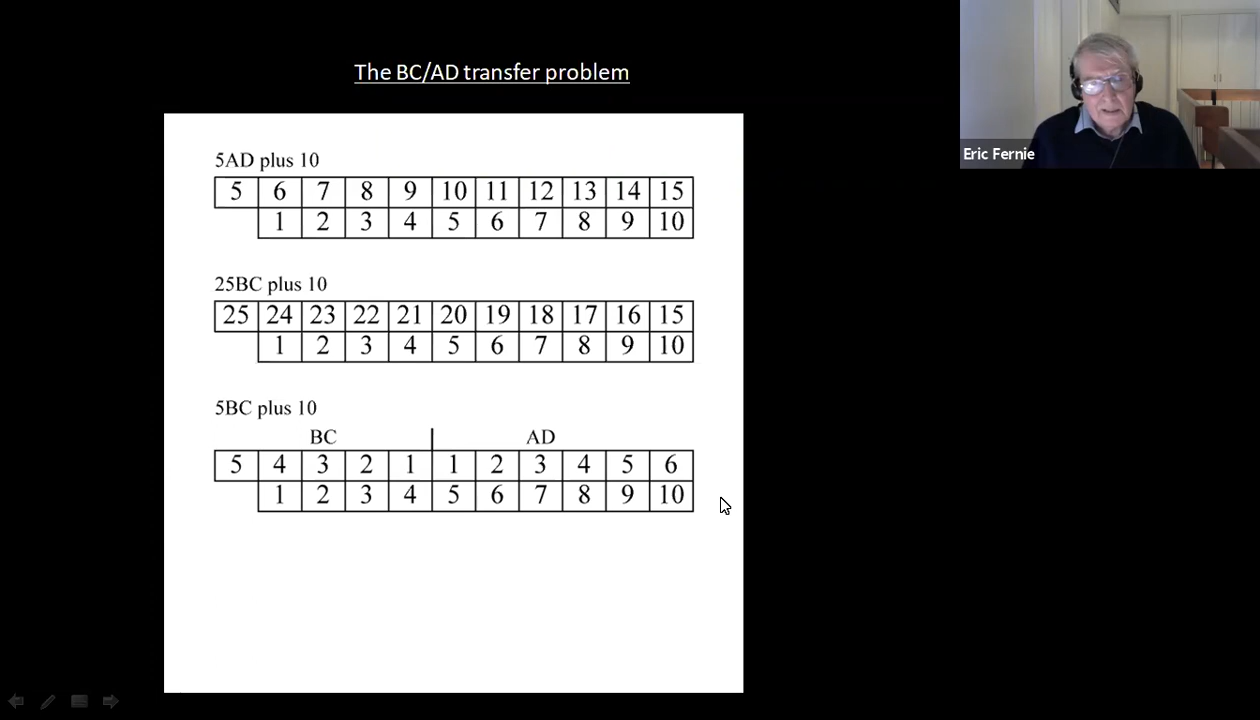 The BC/AD transfer problem
Eric Fernie
5AD plus 10
5 6 7 8 9 10 11 12 13 14 15
1 2 3 4 5 6 7 8 9 10
25BC plus 10
25 24 23 22 21 20 19 18 17 16 15
1 2 3 4 5 6 7 8 9 10
5BC plus 10
BC AD
5 4 3 2 1 1 2 3 4 5 6
1 2 3 4 5 6 7 8 9 10